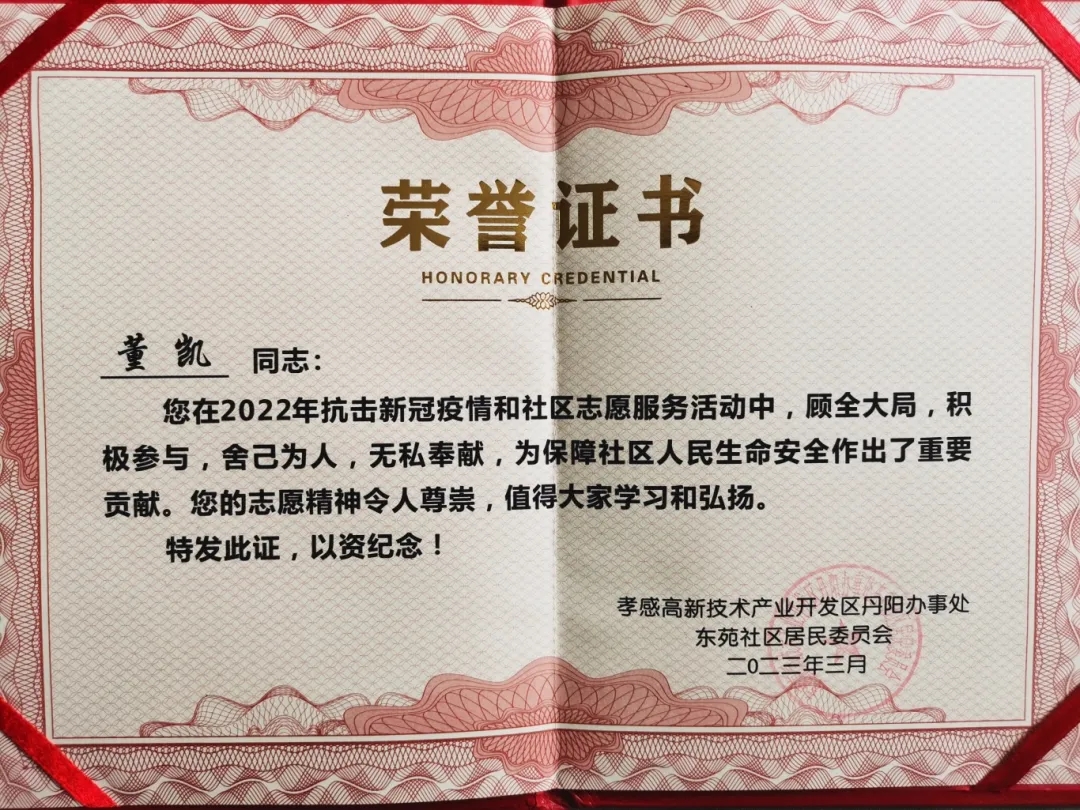 荣誉证书
HONORARY CREDENTIAL
董凯 同志：
您在2022年抗击新冠疫情和社区志愿服务活动中，顾全大局，积
极参与，舍己为人，无私奉献，为保障社区人民生命安全作出了重要
贡献。您的志愿精神令人尊崇，值得大家学习和弘扬。
特发此证，以资纪念！
孝感高新技术产业开发区丹阳办事处
东苑社区居民委员会
二〇二三年三月